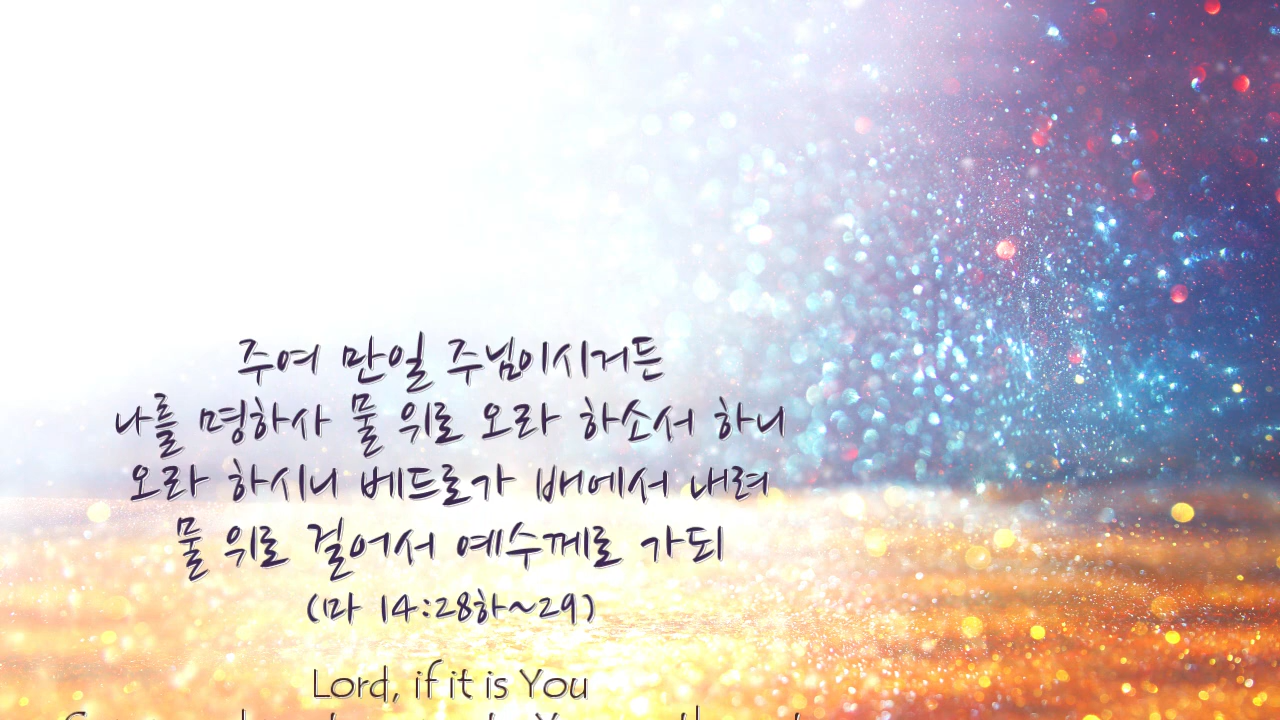 주여 만일 주님이시거든
나를 명하사 물 위로 오라 하소서 하니
오라 하시니 베드로가 배에서 내려
물 위로 걸어서 예수께로 가되
(마 14:28하~29)
Lord, if it is You